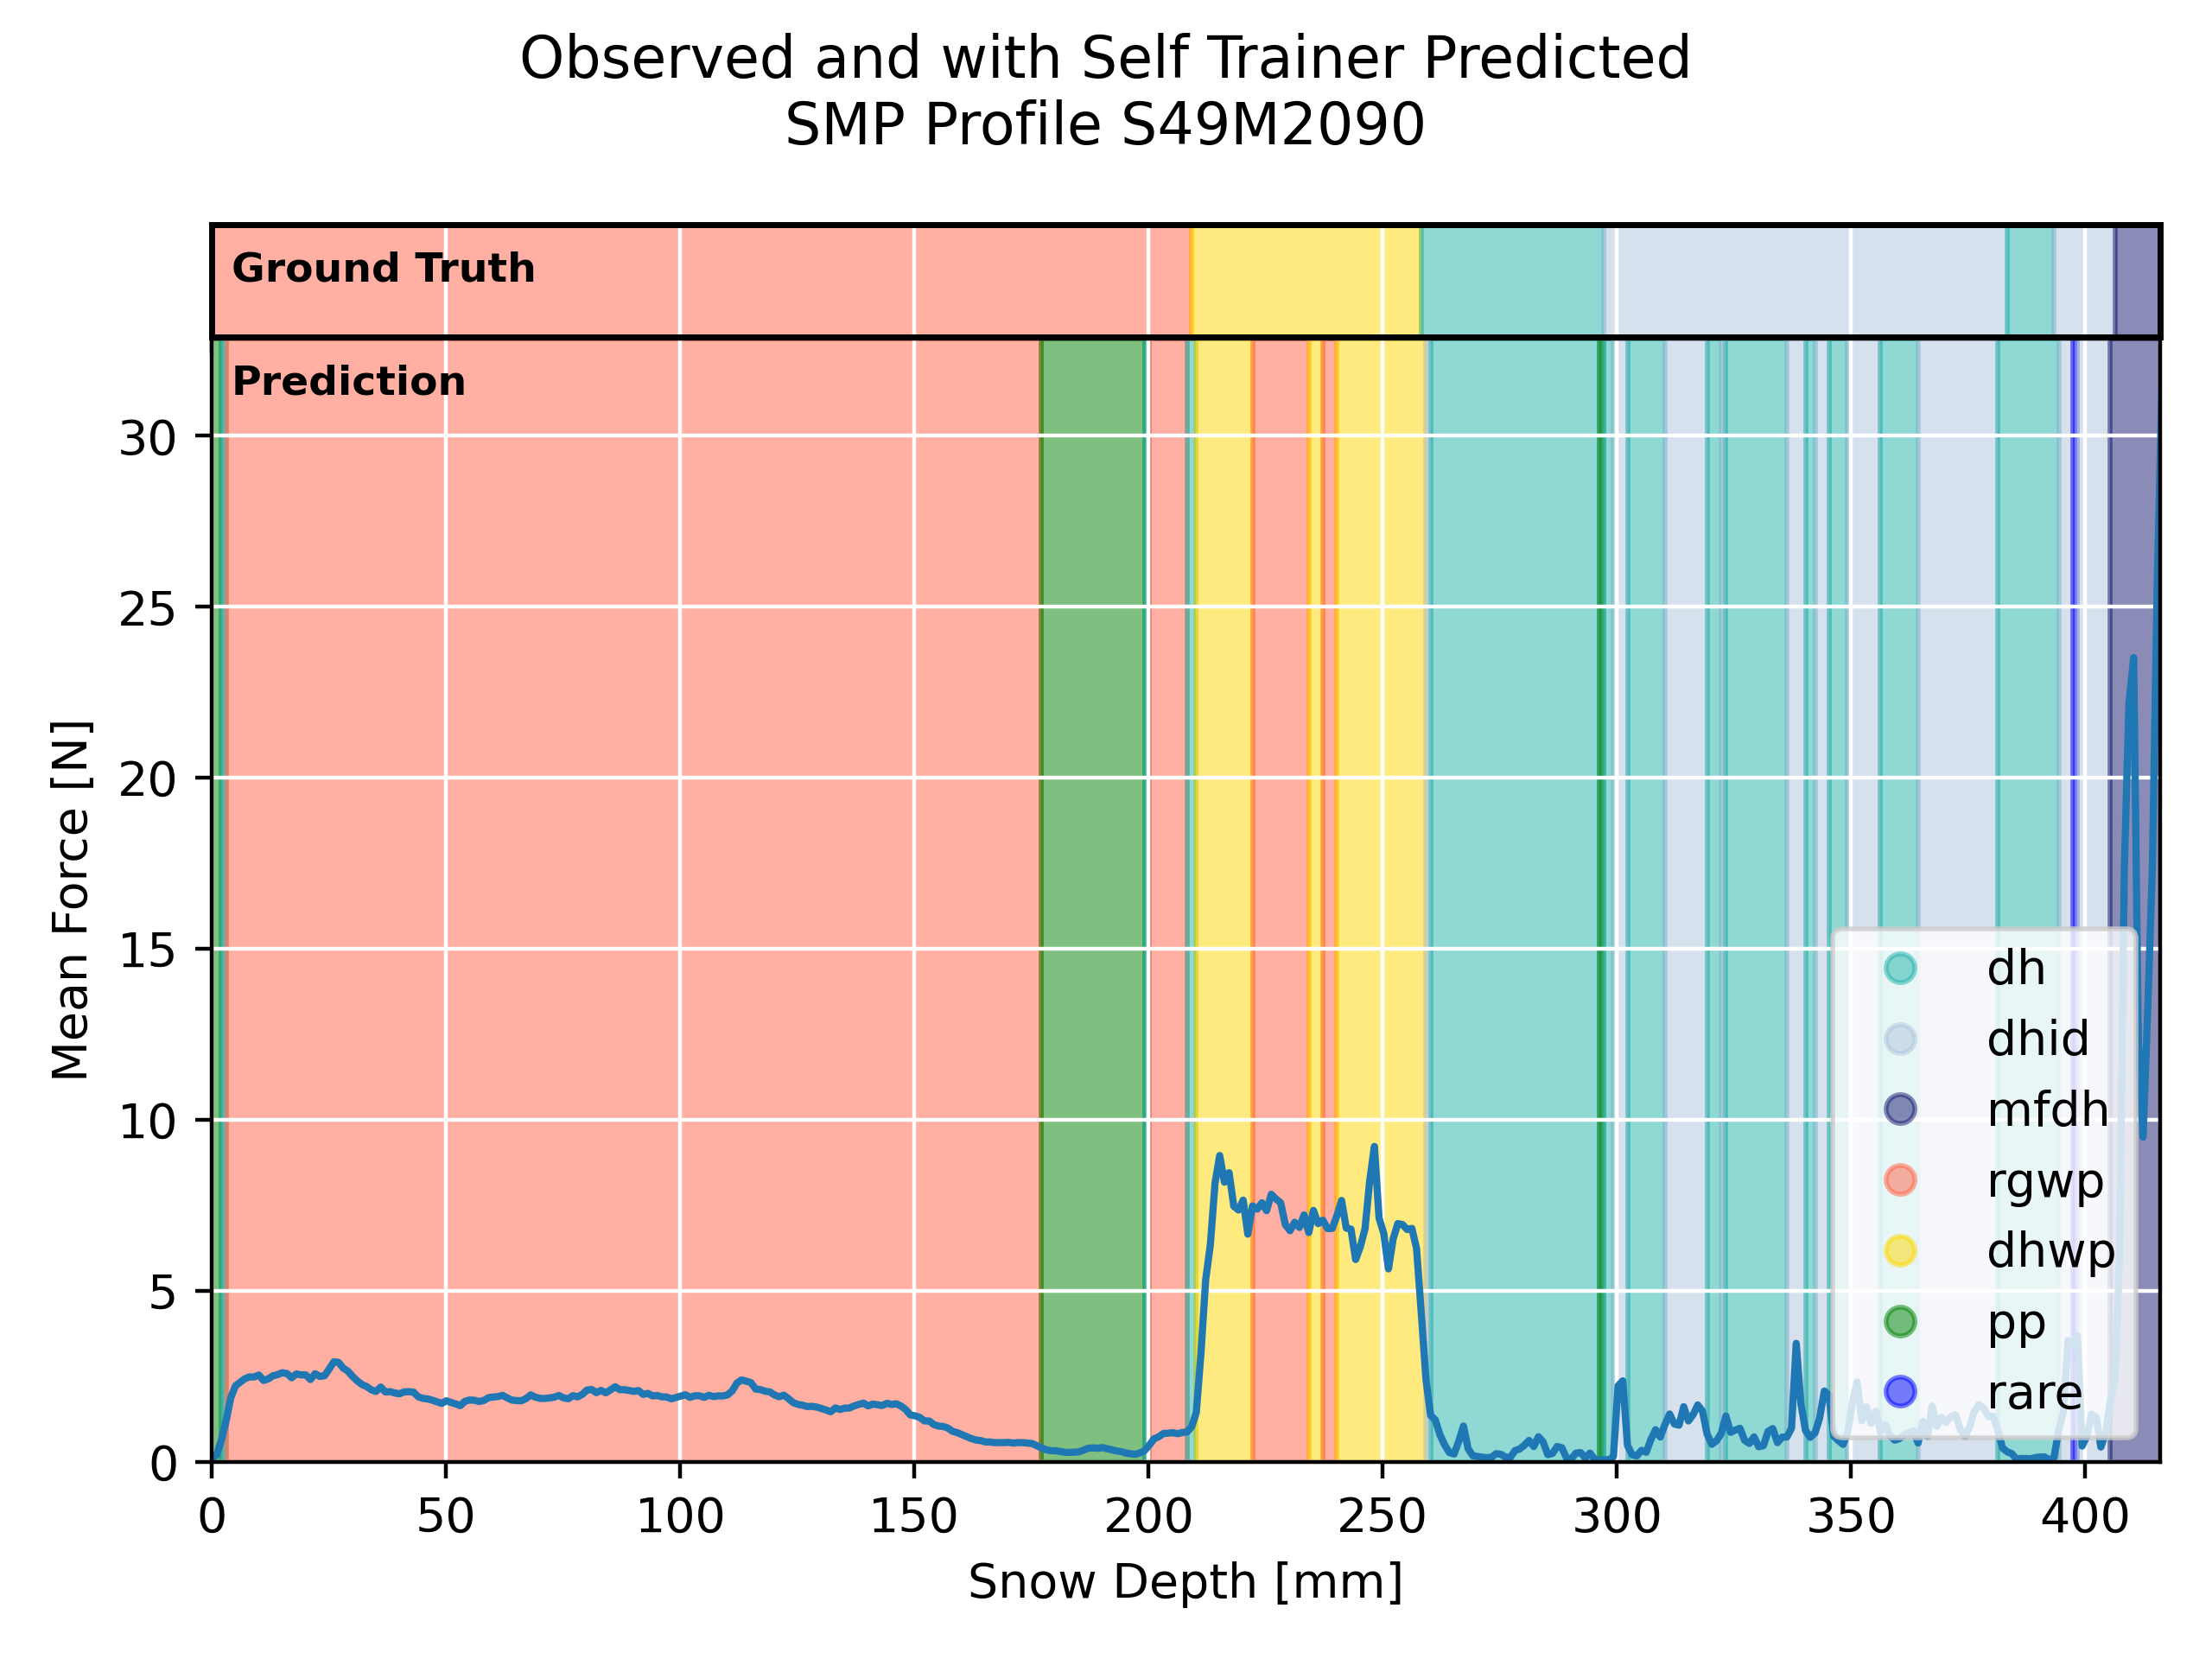 Observed and with Self Trainer Predicted
SMP Profile S49M2090
Ground Truth
Prediction
30
25
20
15
10
5
0
Mean Force [N]
dh
dhid
mfdh
rgwp
dhwp
pp
rare
0 50 100 150 200 250 300 350 400
Snow Depth [mm]